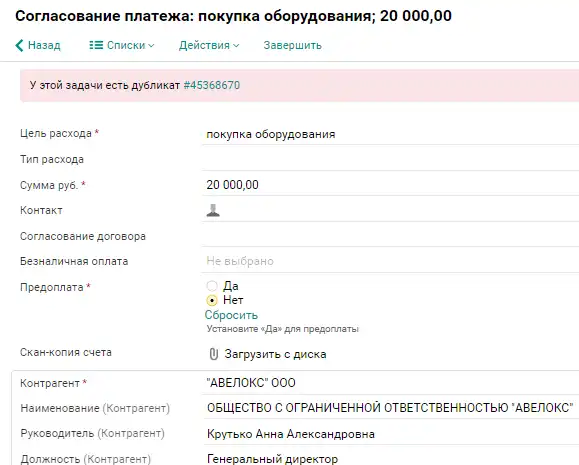 Согласование платежа: покупка оборудования; 20 000,00
Назад Списки Действия Завершить
У этой задачи есть дубликат #45368670
Цель расхода * покупка оборудования
Тип расхода
Сумма руб. * 20 000,00
Контакт
Согласование договора
Безналичная оплата Не выбрано
Предоплата * Да
Нет
Сбросить
Установите «Да» для предоплаты
Скан-копия счета Загрузить с диска
Контрагент * "АВЕЛОКС" ООО
Наименование (Контрагент) ОБЩЕСТВО С ОГРАНИЧЕННОЙ ОТВЕТСТВЕННОСТЬЮ "АВЕЛОКС"
Руководитель (Контрагент) Крутько Анна Александровна
Должность (Контрагент) Генеральный директор